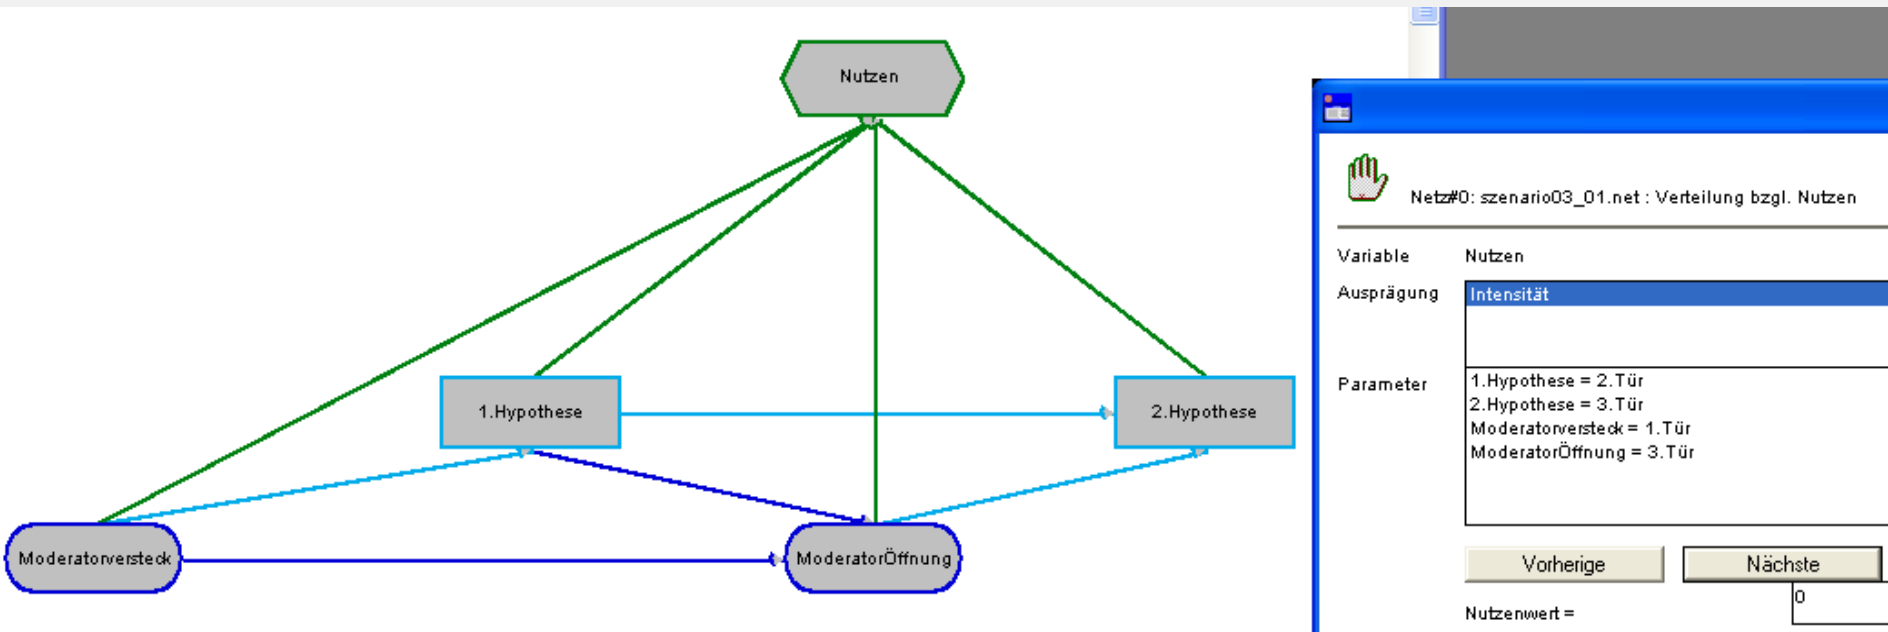 Nutzen
1.Hypothese
2.Hypothese
Moderatorversteck
ModeratorÖffnung
Netz#0: szenario03_01.net : Verteilung bzgl. Nutzen
Variable Nutzen
Ausprägung Intensität
Parameter 1.Hypothese = 2.Tür
2.Hypothese = 3.Tür
Moderatorversteck = 1.Tür
ModeratorÖffnung = 3.Tür
Vorherige Nächste
Nutzenwert = 0